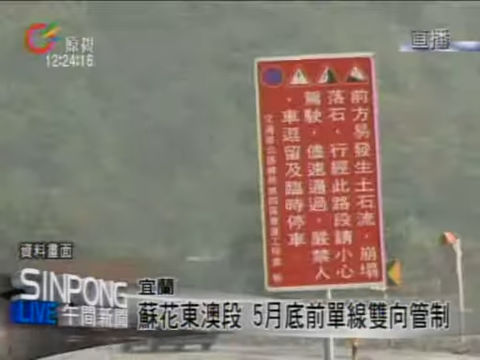 原視
12:24:16
直播
前方易發生土石流,崩塌
落石,行經此路段請小心
駕駛,儘速通過,嚴禁人
,車逗留及臨時停車
資料畫面
SINPONG
LIVE 午間新聞
宜蘭
蘇花東澳段 5月底前單線雙向管制